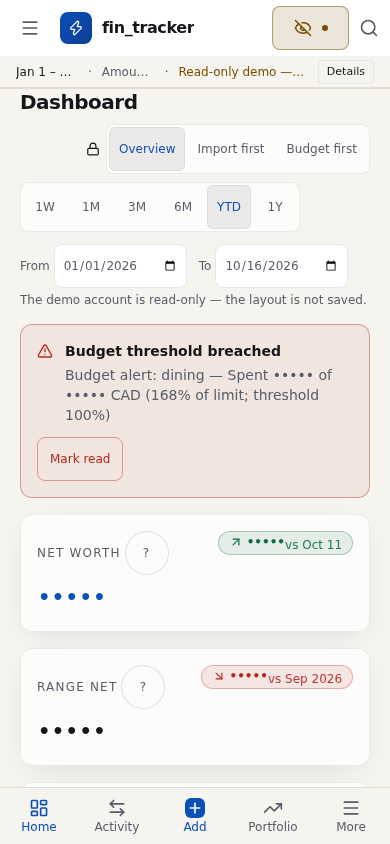 fin_tracker
Jan 1 – ... · Amou... · Read-only demo —... Details
Dashboard
Overview Import first Budget first
1W 1M 3M 6M YTD 1Y
From 01/01/2026 To 10/16/2026
The demo account is read-only — the layout is not saved.
Budget threshold breached
Budget alert: dining — Spent ••••• of
••••• CAD (168% of limit; threshold
100%)
Mark read
NET WORTH ? •••••vs Oct 11
•••••
RANGE NET ? •••••vs Sep 2026
•••••
Home Activity Add Portfolio More